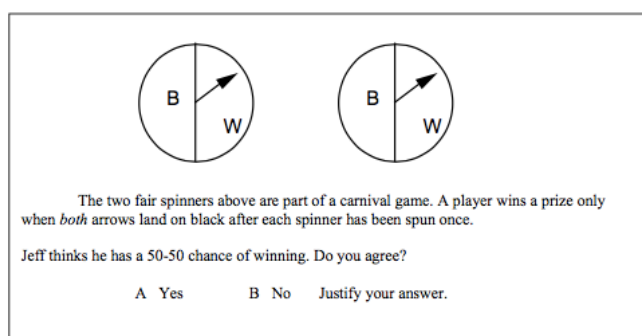 B W B W
The two fair spinners above are part of a carnival game. A player wins a prize only
when both arrows land on black after each spinner has been spun once.
Jeff thinks he has a 50-50 chance of winning. Do you agree?
A Yes B No Justify your answer.